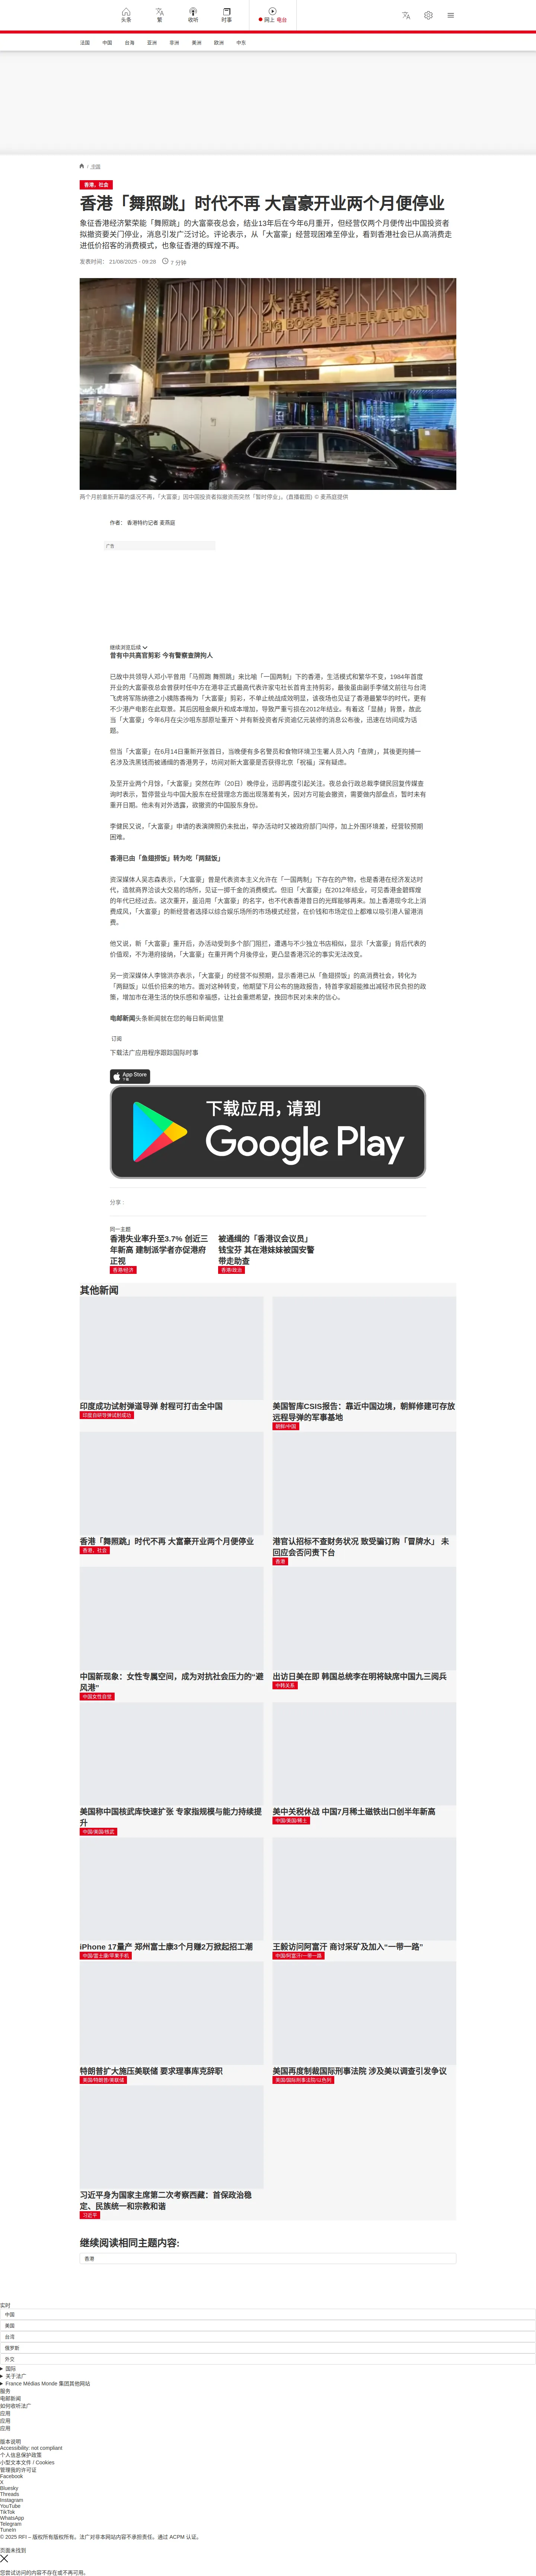 头条
繁
收听
时事
网上 电台
法国
中国
台海
亚洲
非洲
美洲
欧洲
中东
/ 中国
香港，社会
香港「舞照跳」时代不再 大富豪开业两个月便停业
象征香港经济繁荣能「舞照跳」的大富豪夜总会，结业13年后在今年6月重开，但经营仅两个月便传出中国投资者
拟撤资要关门停业，消息引发广泛讨论。评论表示，从「大富豪」经营现困难至停业，看到香港社会已从高消费走
进低价招客的消费模式，也象征香港的辉煌不再。
发表时间： 21/08/2025 - 09:28
7 分钟
大富豪
BIG BOSS GENERATION
两个月前重新开幕的盛况不再，「大富豪」因中国投资者拟撤资而突然「暂时停业」。(直播截图) © 麦燕庭提供
作者： 香港特约记者 麦燕庭
广告
继续浏览后续
昔有中共高官剪彩 今有警察查牌拘人
已故中共领导人邓小平曾用「马照跑 舞照跳」来比喻「一国两制」下的香港，生活模式和繁华不变，1984年首度
开业的大富豪夜总会曾获时任中方在港非正式最高代表许家屯社长首肯主持剪彩，最後虽由副手李储文前往与台湾
飞虎将军陈纳德之小姨陈香梅为「大富豪」剪彩，不单止统战成效明显，该夜场也见证了香港最繁华的时代，更有
不少港产电影在此取景。其后因租金飙升和成本增加，导致严重亏损在2012年结业。有着这「显赫」背景，故此
当「大富豪」今年6月在尖沙咀东部原址重开丶并有新投资者斥资逾亿元装修的消息公布後，迅速在坊间成为话
题。
但当「大富豪」在6月14日重新开张首日，当晚便有多名警员和食物环境卫生署人员入内「查牌」，其後更拘捕一
名涉及洗黑钱而被通缉的香港男子，坊间对新大富豪是否获得北京「祝福」深有疑虑。
及至开业两个月馀，「大富豪」突然在昨（20日）晚停业，迅即再度引起关注。夜总会行政总裁李健民回复传媒查
询时表示，暂停营业与中国大股东在经营理念方面出现落差有关，因对方可能会撤资，需要做内部盘点，暂时未有
重开日期。他未有对外透露，欲撤资的中国股东身份。
李健民又说，「大富豪」申请的表演牌照仍未批出，举办活动时又被政府部门叫停，加上外围环境差，经营较预期
困难。
香港已由「鱼翅捞饭」转为吃「两餸饭」
资深媒体人吴志森表示，「大富豪」曾是代表资本主义允许在「一国两制」下存在的产物，也是香港在经济发达时
代，造就商界洽谈大交易的场所，见证一掷千金的消费模式。但旧「大富豪」在2012年结业，可见香港金碧辉煌
的年代已经过去。这次重开，虽沿用「大富豪」的名字，也不代表香港昔日的光辉能够再来。加上香港现今北上消
费成风，「大富豪」的新经营者选择以综合娱乐场所的市场模式经营，在价钱和市场定位上都难以吸引港人留港消
费。
他又说，新「大富豪」重开后，办活动受到多个部门阻拦，遭遇与不少独立书店相似，显示「大富豪」背后代表的
价值观，不为港府接纳，「大富豪」在重开两个月後停业，更凸显香港沉沦的事实无法改变。
另一资深媒体人李锦洪亦表示，「大富豪」的经营不似预期，显示香港已从「鱼翅捞饭」的高消费社会，转化为
「两餸饭」以低价招来的地方。面对这种转变，他期望下月公布的施政报告，特首李家超能推出减轻市民负担的政
策，增加市在港生活的快乐感和幸福感，让社会重燃希望，挽回市民对未来的信心。
电邮新闻头条新闻就在您的每日新闻信里
订阅
下载法广应用程序跟踪国际时事
App Store
下载
下载应用，请到
Google Play
分享 :
同一主题
香港失业率升至3.7% 创近三
年新高 建制派学者亦促港府
正视
香港/经济
被通缉的「香港议会议员」
钱宝芬 其在港妹妹被国安警
带走助查
香港/政治
其他新闻
印度成功试射弹道导弹 射程可打击全中国
印度自研导弹试射成功
美国智库CSIS报告：靠近中国边境，朝鲜修建可存放
远程导弹的军事基地
朝鲜/中国
香港「舞照跳」时代不再 大富豪开业两个月便停业
香港，社会
港官认招标不查财务状况 致受骗订购「冒牌水」 未
回应会否问责下台
香港
中国新现象：女性专属空间，成为对抗社会压力的“避
风港”
中国女性自觉
出访日美在即 韩国总统李在明将缺席中国九三阅兵
中韩关系
美国称中国核武库快速扩张 专家指规模与能力持续提
升
中国/美国/核武
美中关税休战 中国7月稀土磁铁出口创半年新高
中国/美国/稀土
iPhone 17量产 郑州富士康3个月赚2万掀起招工潮
中国/富士康/苹果手机
王毅访问阿富汗 商讨采矿及加入“一带一路”
中国/阿富汗/一带一路
特朗普扩大施压美联储 要求理事库克辞职
美国/特朗普/美联储
美国再度制裁国际刑事法院 涉及美以调查引发争议
美国/国际刑事法院/以色列
习近平身为国家主席第二次考察西藏：首保政治稳
定、民族统一和宗教和谐
习近平
继续阅读相同主题内容:
香港
实时
中国
美国
台湾
俄罗斯
外交
国际
关于法广
France Médias Monde 集团其他网站
服务
电邮新闻
如何收听法广
应用
应用
应用
版本说明
Accessibility: not compliant
个人信息保护政策
小型文本文件 / Cookies
管理我的许可证
Facebook
X
Bluesky
Threads
Instagram
YouTube
TikTok
WhatsApp
Telegram
TuneIn
© 2025 RFI – 版权所有版权所有。法广对非本网站内容不承担责任。通过 ACPM 认证。
页面未找到
您尝试访问的内容不存在或不再可用。